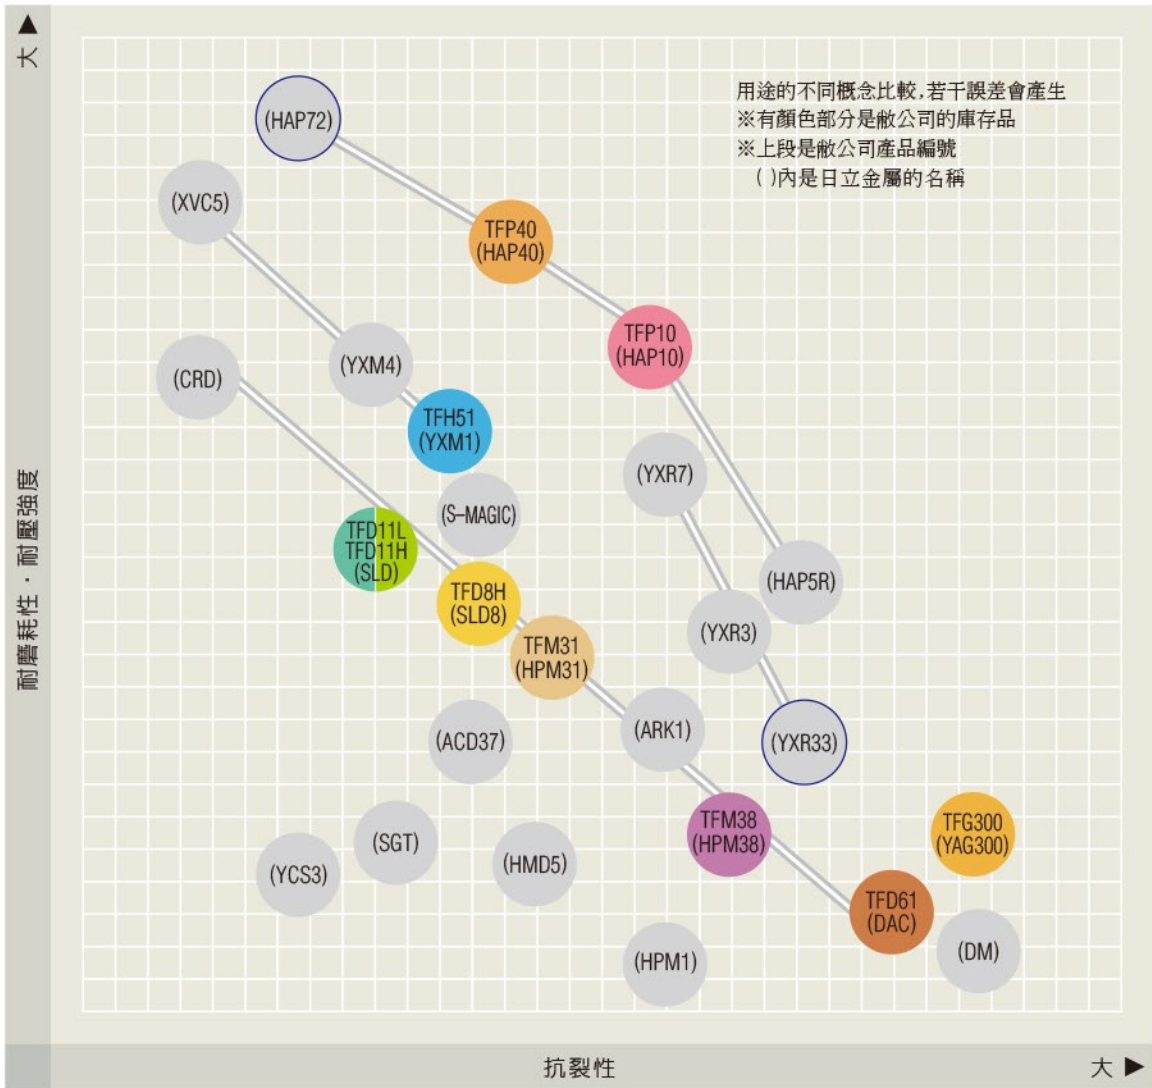 大▲
用途的不同概念比較,若干誤差會產生
※有顏色部分是敝公司的庫存品
※上段是敝公司產品編號
( )內是日立金屬的名稱
(HAP72)
(XVC5)
TFP40
(HAP40)
TFP10
(HAP10)
(YXM4)
(CRD)
TFH51
(YXM1)
(YXR7)
(S-MAGIC)
TFD11L
TFD11H
(SLD)
(HAP5R)
TFD8H
(SLD8)
(YXR3)
TFM31
(HPM31)
(ARK1)
(ACD37)
(YXR33)
TFM38
(HPM38)
TFG300
(YAG300)
(SGT)
(HMD5)
(YCS3)
TFD61
(DAC)
(DM)
(HPM1)
耐磨耗性·耐壓強度
抗裂性
大▶